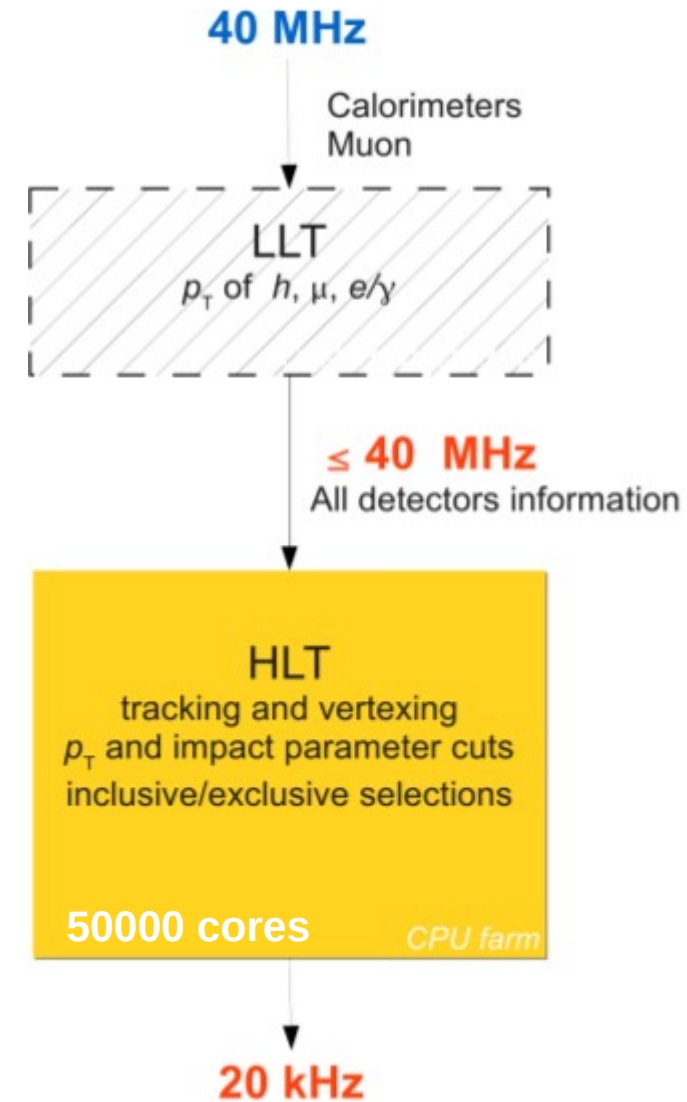 40 MHz
Calorimeters
Muon
LLT
pT of h, μ, e/γ
≤ 40 MHz
All detectors information
HLT
tracking and vertexing
pT and impact parameter cuts
inclusive/exclusive selections
50000 cores
CPU farm
20 kHz